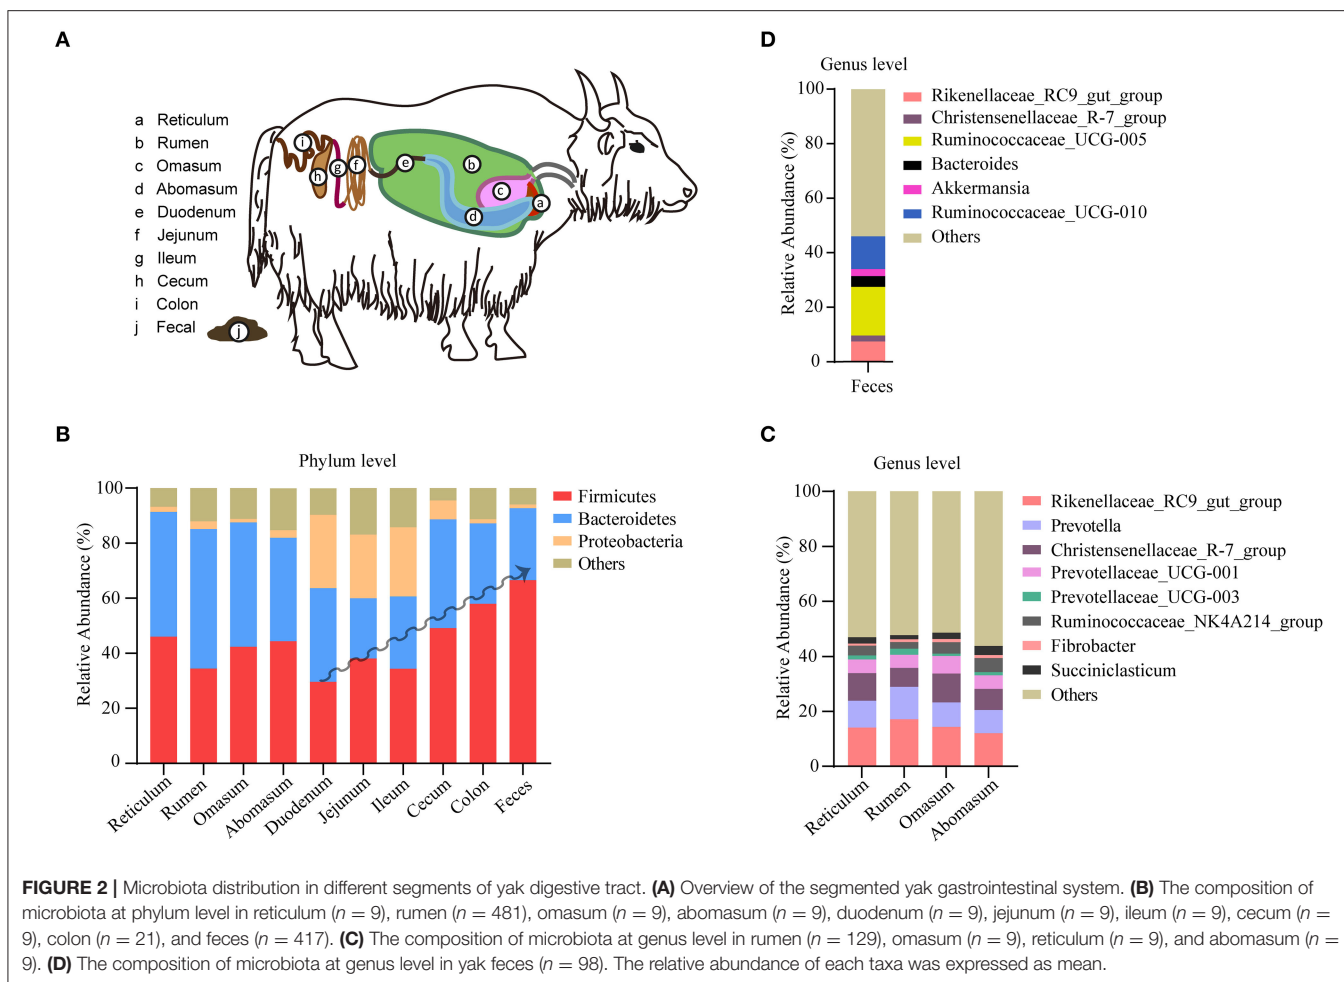 A
a Reticulum
b Rumen
c Omasum
d Abomasum
e Duodenum
f Jejunum
g Ileum
h Cecum
i Colon
j Fecal
j
i
h
g
f
e
b
c
d
a
D
Genus level
Relative Abundance (%)
100
80
60
40
20
0
Feces
Rikenellaceae_RC9_gut_group
Christensenellaceae_R-7_group
Ruminococcaceae_UCG-005
Bacteroides
Akkermansia
Ruminococcaceae_UCG-010
Others
B
Phylum level
Relative Abundance (%)
100
80
60
40
20
0
Reticulum
Rumen
Omasum
Abomasum
Duodenum
Jejunum
Ileum
Cecum
Colon
Feces
Firmicutes
Bacteroidetes
Proteobacteria
Others
C
Genus level
Relative Abundance (%)
100
80
60
40
20
0
Reticulum
Rumen
Omasum
Abomasum
Rikenellaceae_RC9_gut_group
Prevotella
Christensenellaceae_R-7_group
Prevotellaceae_UCG-001
Prevotellaceae_UCG-003
Ruminococcaceae_NK4A214_group
Fibrobacter
Succiniclasticum
Others
FIGURE 2 | Microbiota distribution in different segments of yak digestive tract. (A) Overview of the segmented yak gastrointestinal system. (B) The composition of
microbiota at phylum level in reticulum (n = 9), rumen (n = 481), omasum (n = 9), abomasum (n = 9), duodenum (n = 9), jejunum (n = 9), ileum (n = 9), cecum (n =
9), colon (n = 21), and feces (n = 417). (C) The composition of microbiota at genus level in rumen (n = 129), omasum (n = 9), reticulum (n = 9), and abomasum (n =
9). (D) The composition of microbiota at genus level in yak feces (n = 98). The relative abundance of each taxa was expressed as mean.